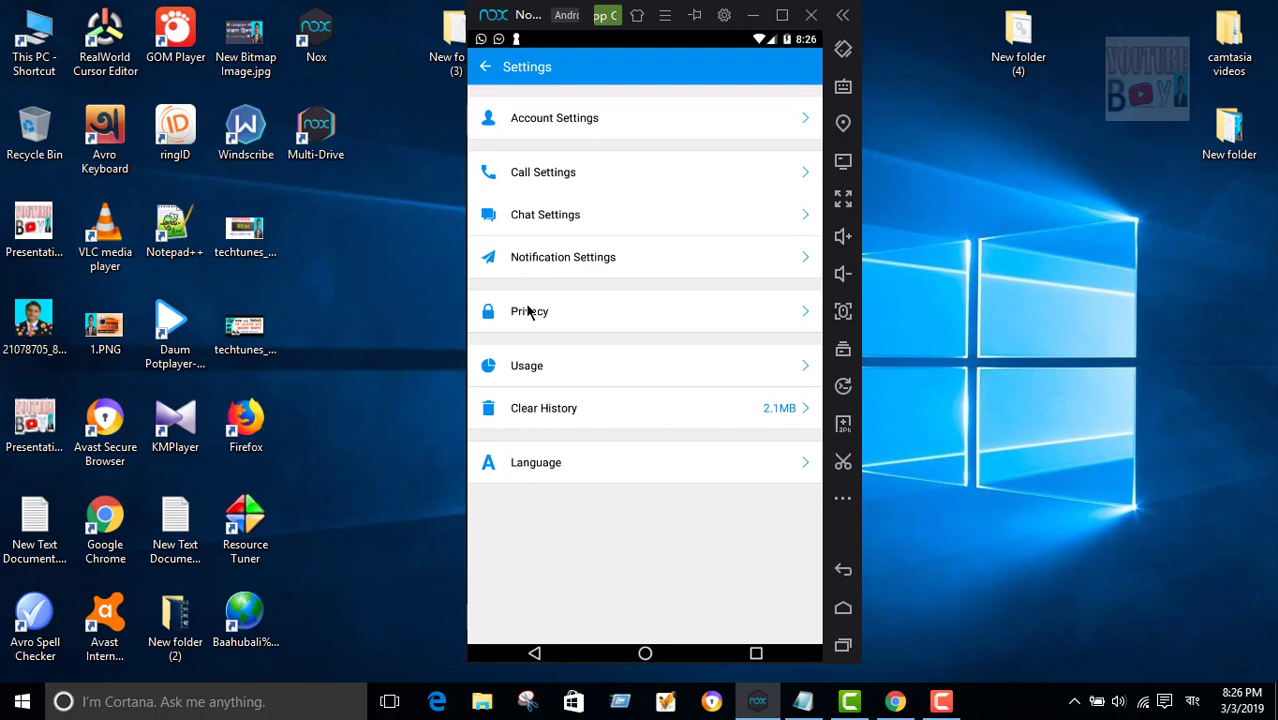 This PC -
Shortcut
RealWorld
Cursor Editor
GOM Player
New Bitmap
Image.jpg
Nox
New fo
(3)
Recycle Bin
Avro
Keyboard
ringID
Windscribe
Multi-Drive
Presentati...
VLC media
player
Notepad++
techtunes_...
21078705_8...
1.PNG
Daum
Potplayer-...
techtunes_...
Presentati...
Avast Secure
Browser
KMPlayer
Firefox
New Text
Document....
Google
Chrome
New Text
Docume...
Resource
Tuner
Avro Spell
Checker
Avast
Intern...
New folder
(2)
Baahubali%...
nox No... Andro op C
8:26
Settings
Account Settings
Call Settings
Chat Settings
Notification Settings
Privacy
Usage
Clear History 2.1MB
Language
New folder
(4)
YOUTUBE
BOY
camtasia
videos
New folder
I'm Cortana. Ask me anything.
বাং
8:26 PM
3/3/2019